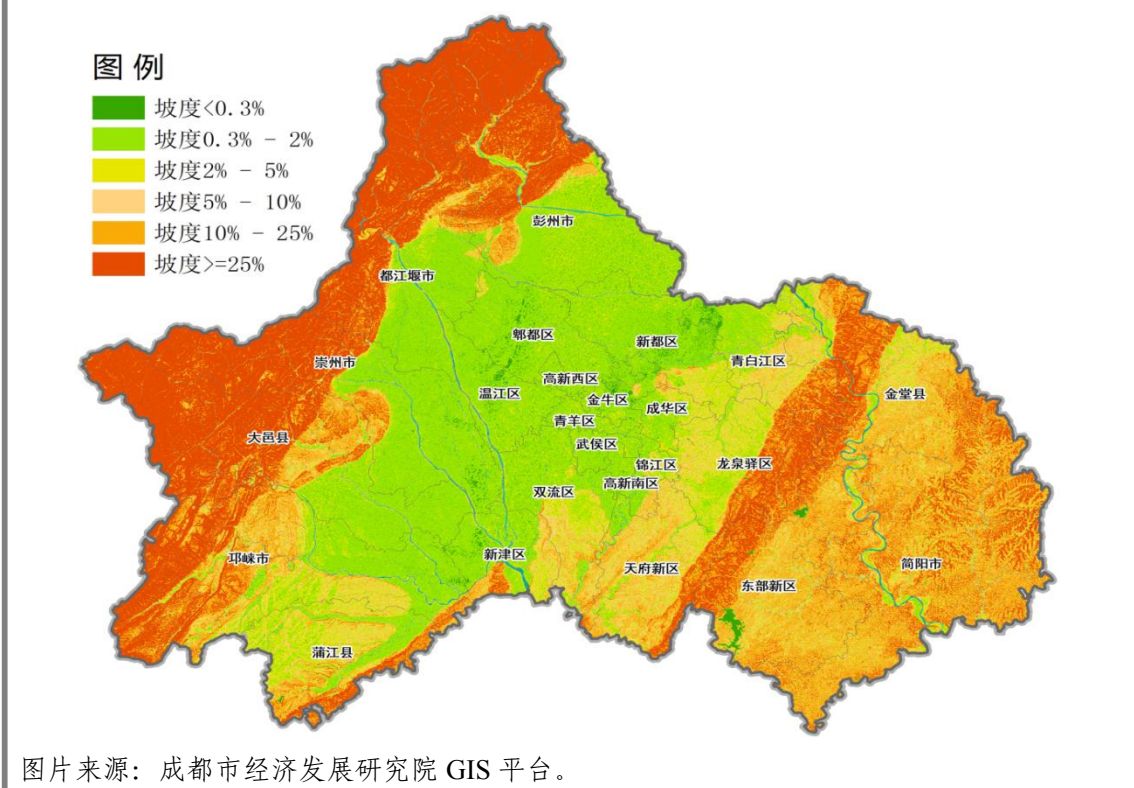 图例
坡度<0.3%
坡度0.3% - 2%
坡度2% - 5%
坡度5% - 10%
坡度10% - 25%
坡度>=25%
彭州市
都江堰市
郫都区
新都区
崇州市
青白江区
高新西区
温江区
金牛区
金堂县
成华区
青羊区
大邑县
武侯区
锦江区
龙泉驿区
高新南区
双流区
新津区
邛崃市
天府新区
简阳市
东部新区
蒲江县
图片来源：成都市经济发展研究院 GIS 平台。